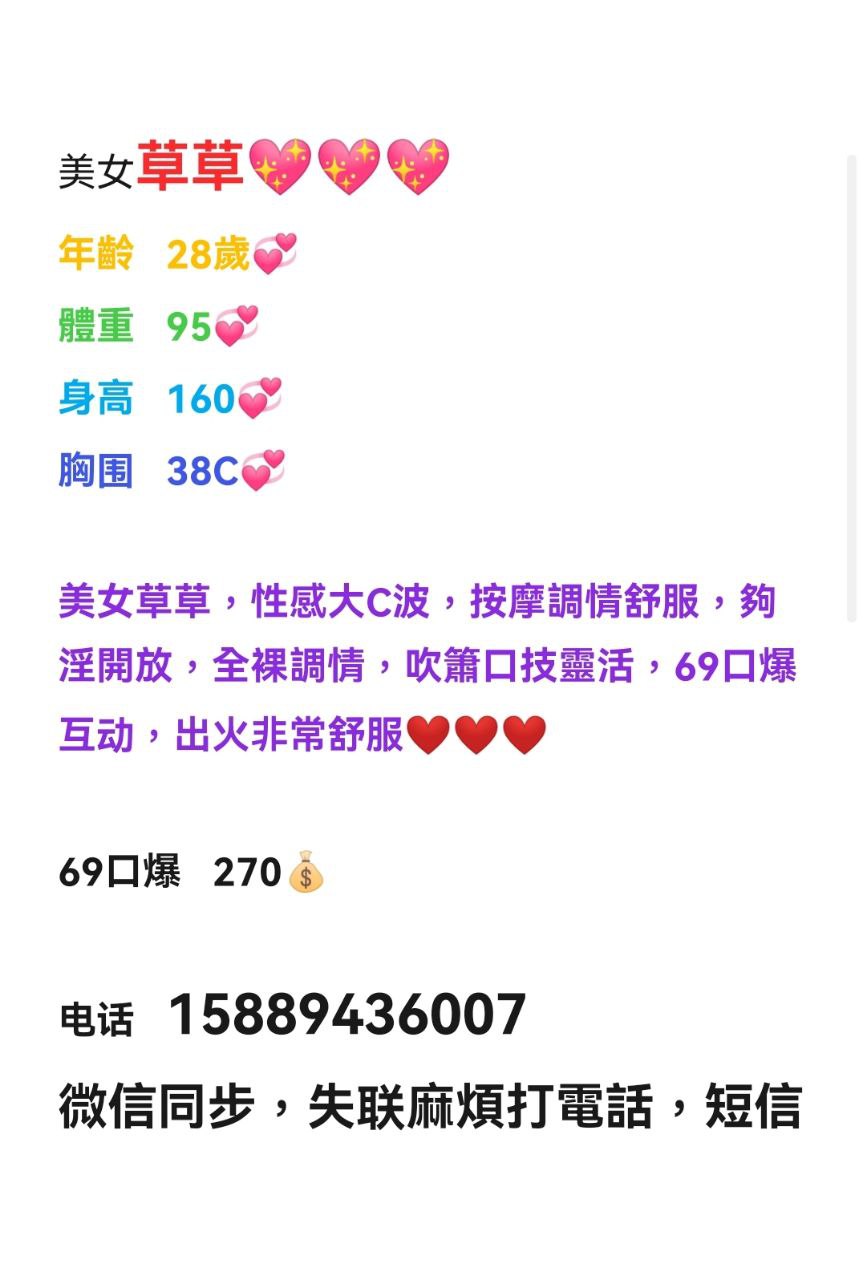 美女草草💖💖💖
年齡 28歲💞
體重 95💞
身高 160💞
胸围 38C💞
美女草草，性感大C波，按摩調情舒服，夠
淫開放，全裸調情，吹簫口技靈活，69口爆
互动，出火非常舒服❤️❤️❤️
69口爆 270💰
电话 15889436007
微信同步，失联麻煩打電話，短信